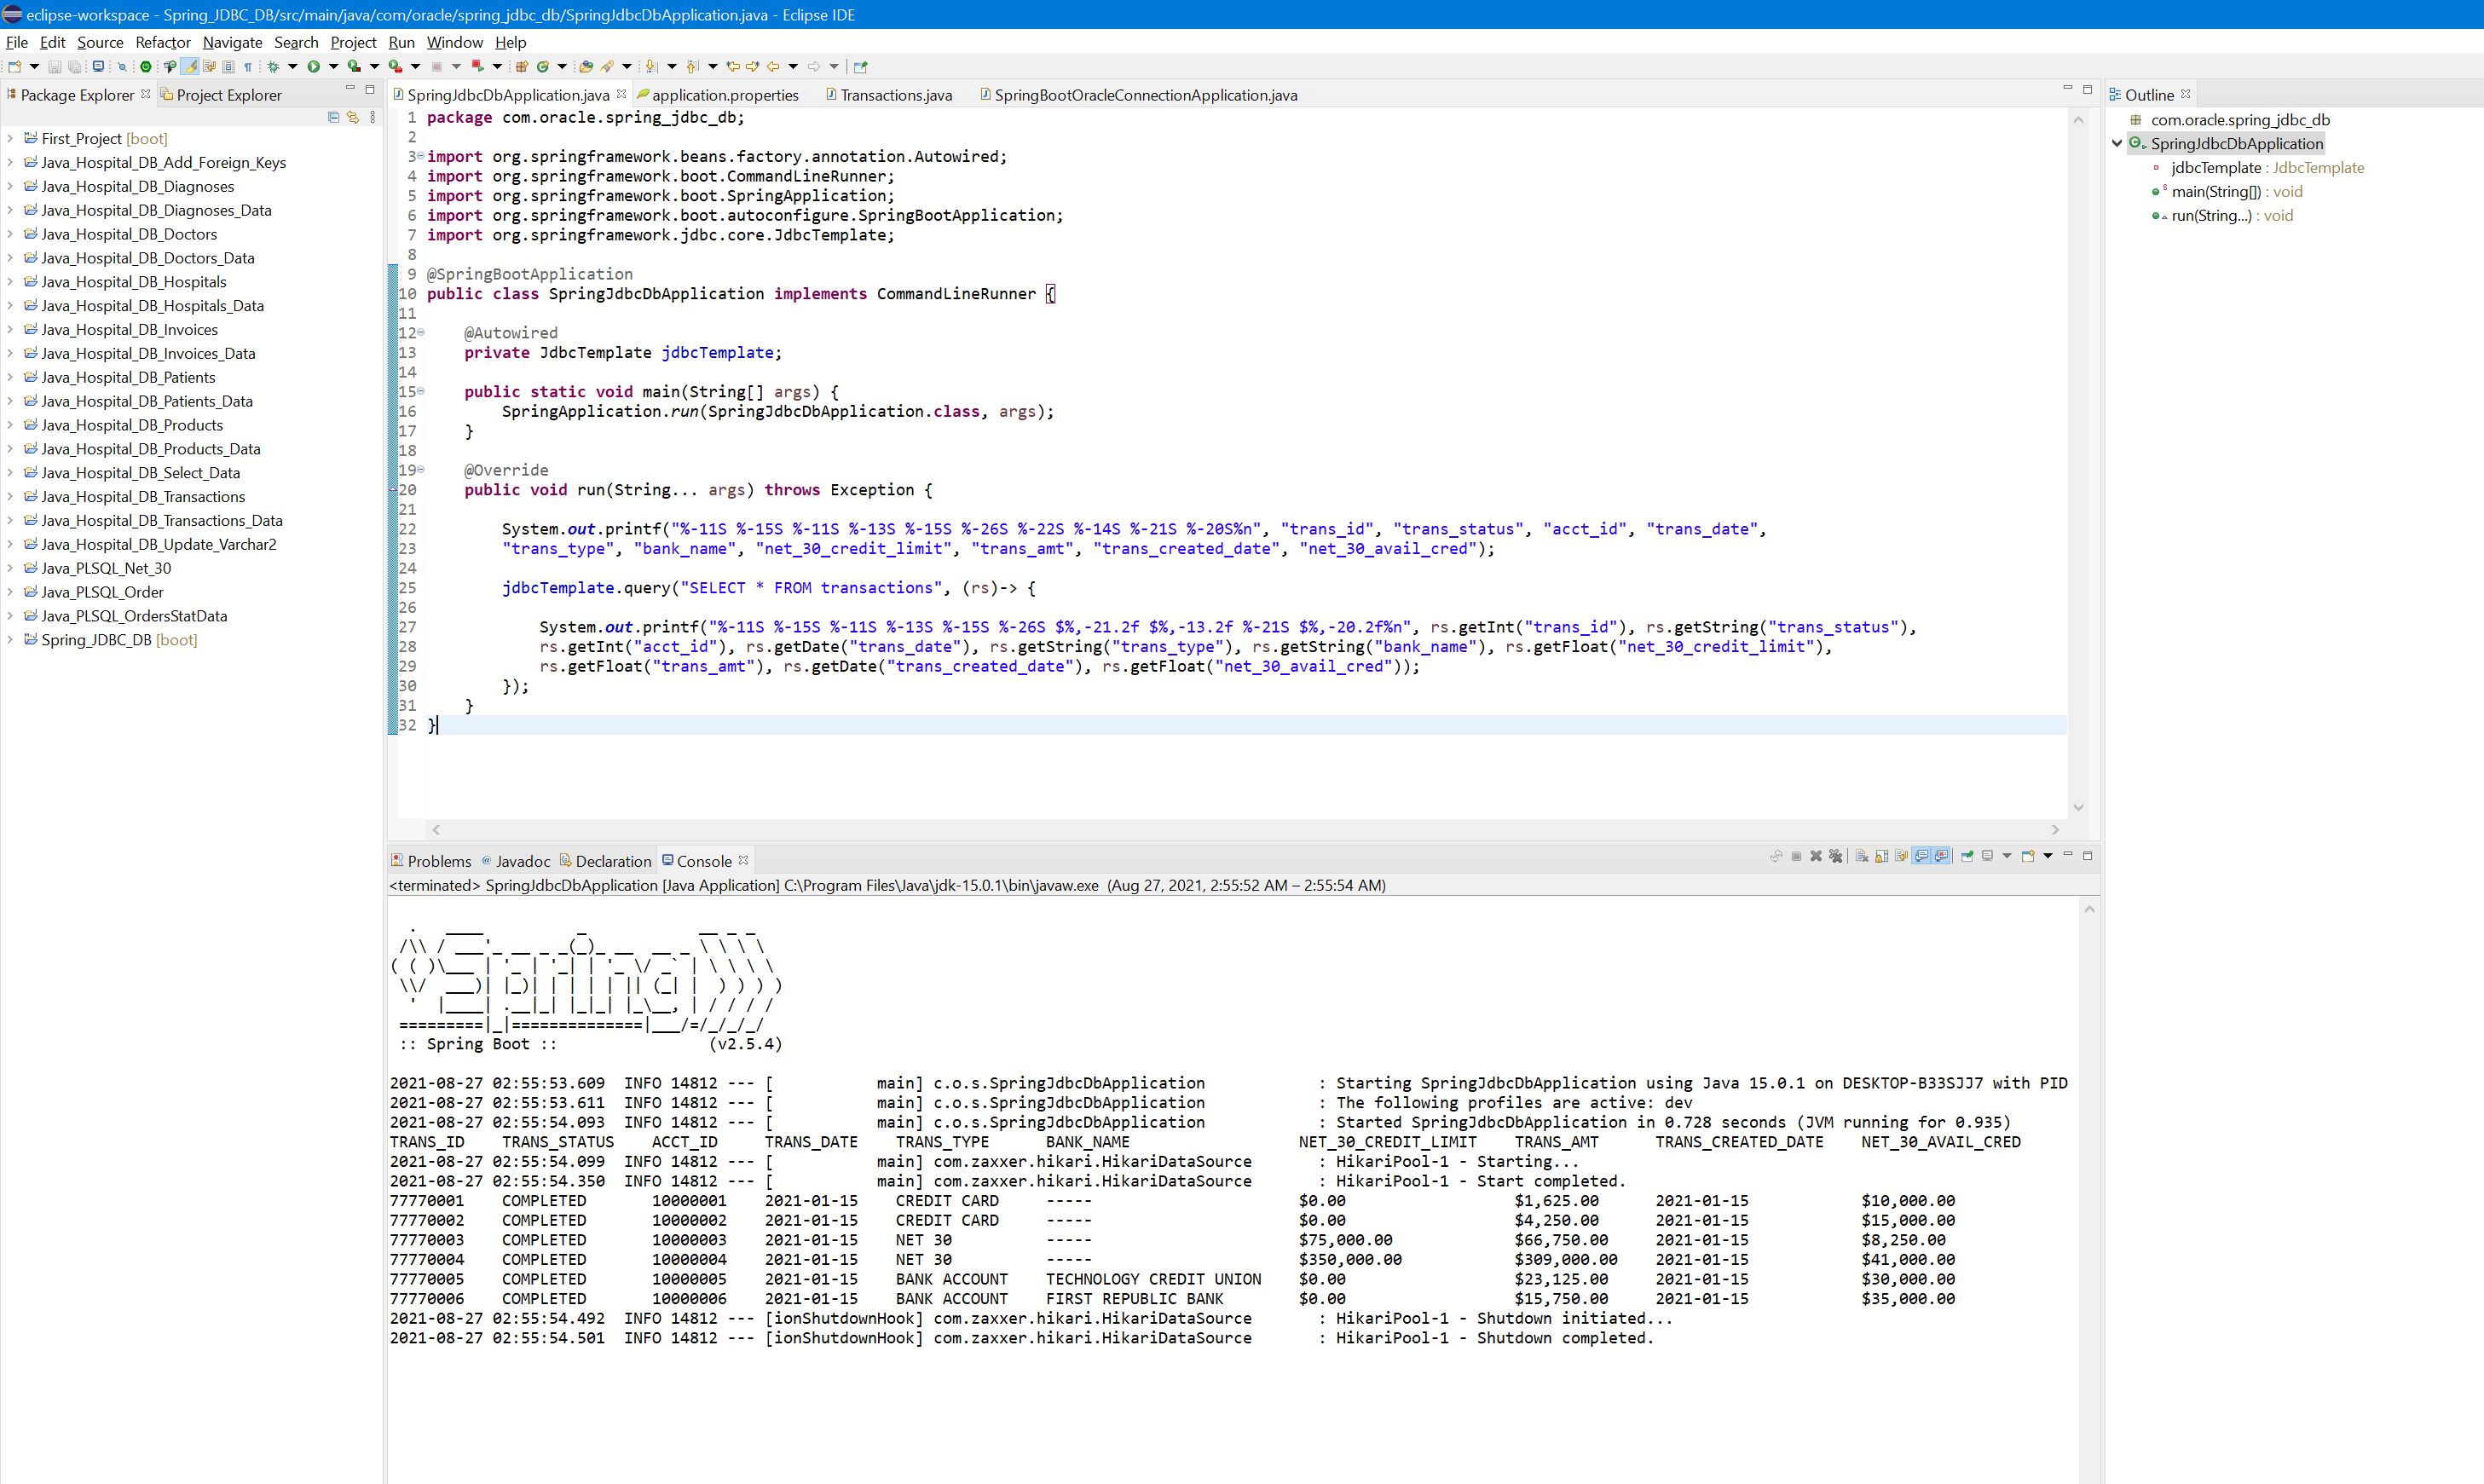 eclipse-workspace - Spring_JDBC_DB/src/main/java/com/oracle/spring_jdbc_db/SpringJdbcDbApplication.java - Eclipse IDE
File Edit Source Refactor Navigate Search Project Run Window Help
Package Explorer Project Explorer
First_Project [boot]
Java_Hospital_DB_Add_Foreign_Keys
Java_Hospital_DB_Diagnoses
Java_Hospital_DB_Diagnoses_Data
Java_Hospital_DB_Doctors
Java_Hospital_DB_Doctors_Data
Java_Hospital_DB_Hospitals
Java_Hospital_DB_Hospitals_Data
Java_Hospital_DB_Invoices
Java_Hospital_DB_Invoices_Data
Java_Hospital_DB_Patients
Java_Hospital_DB_Patients_Data
Java_Hospital_DB_Products
Java_Hospital_DB_Products_Data
Java_Hospital_DB_Select_Data
Java_Hospital_DB_Transactions
Java_Hospital_DB_Transactions_Data
Java_Hospital_DB_Update_Varchar2
Java_PLSQL_Net_30
Java_PLSQL_Order
Java_PLSQL_OrdersStatData
Spring_JDBC_DB [boot]
SpringJdbcDbApplication.java application.properties Transactions.java SpringBootOracleConnectionApplication.java
1 package com.oracle.spring_jdbc_db;
2
3 import org.springframework.beans.factory.annotation.Autowired;
4 import org.springframework.boot.CommandLineRunner;
5 import org.springframework.boot.SpringApplication;
6 import org.springframework.boot.autoconfigure.SpringBootApplication;
7 import org.springframework.jdbc.core.JdbcTemplate;
8
9 @SpringBootApplication
10 public class SpringJdbcDbApplication implements CommandLineRunner {
11
12 @Autowired
13 private JdbcTemplate jdbcTemplate;
14
15 public static void main(String[] args) {
16 SpringApplication.run(SpringJdbcDbApplication.class, args);
17 }
18
19 @Override
20 public void run(String... args) throws Exception {
21
22 System.out.printf("%-11S %-15S %-11S %-13S %-15S %-26S %-22S %-14S %-21S %-20S%n", "trans_id", "trans_status", "acct_id", "trans_date",
23 "trans_type", "bank_name", "net_30_credit_limit", "trans_amt", "trans_created_date", "net_30_avail_cred");
24
25 jdbcTemplate.query("SELECT * FROM transactions", (rs)-> {
26
27 System.out.printf("%-11S %-15S %-11S %-13S %-15S %-26S $%,-21.2f $%,-13.2f %-21S $%,-20.2f%n", rs.getInt("trans_id"), rs.getString("trans_status"),
28 rs.getInt("acct_id"), rs.getDate("trans_date"), rs.getString("trans_type"), rs.getString("bank_name"), rs.getFloat("net_30_credit_limit"),
29 rs.getFloat("trans_amt"), rs.getDate("trans_created_date"), rs.getFloat("net_30_avail_cred"));
30 });
31 }
32 }
Outline
com.oracle.spring_jdbc_db
SpringJdbcDbApplication
jdbcTemplate : JdbcTemplate
main(String[]) : void
run(String...) : void
Problems Javadoc Declaration Console
<terminated> SpringJdbcDbApplication [Java Application] C:\Program Files\Java\jdk-15.0.1\bin\javaw.exe (Aug 27, 2021, 2:55:52 AM – 2:55:54 AM)
Spring
:: Spring Boot :: (v2.5.4)
2021-08-27 02:55:53.609 INFO 14812 --- [ main] c.o.s.SpringJdbcDbApplication : Starting SpringJdbcDbApplication using Java 15.0.1 on DESKTOP-B33SJJ7 with PID
2021-08-27 02:55:53.611 INFO 14812 --- [ main] c.o.s.SpringJdbcDbApplication : The following profiles are active: dev
2021-08-27 02:55:54.093 INFO 14812 --- [ main] c.o.s.SpringJdbcDbApplication : Started SpringJdbcDbApplication in 0.728 seconds (JVM running for 0.935)
TRANS_ID TRANS_STATUS ACCT_ID TRANS_DATE TRANS_TYPE BANK_NAME NET_30_CREDIT_LIMIT TRANS_AMT TRANS_CREATED_DATE NET_30_AVAIL_CRED
2021-08-27 02:55:54.099 INFO 14812 --- [ main] com.zaxxer.hikari.HikariDataSource : HikariPool-1 - Starting...
2021-08-27 02:55:54.350 INFO 14812 --- [ main] com.zaxxer.hikari.HikariDataSource : HikariPool-1 - Start completed.
77770001 COMPLETED 10000001 2021-01-15 CREDIT CARD ----- $0.00 $1,625.00 2021-01-15 $10,000.00
77770002 COMPLETED 10000002 2021-01-15 CREDIT CARD ----- $0.00 $4,250.00 2021-01-15 $15,000.00
77770003 COMPLETED 10000003 2021-01-15 NET 30 ----- $75,000.00 $66,750.00 2021-01-15 $8,250.00
77770004 COMPLETED 10000004 2021-01-15 NET 30 ----- $350,000.00 $309,000.00 2021-01-15 $41,000.00
77770005 COMPLETED 10000005 2021-01-15 BANK ACCOUNT TECHNOLOGY CREDIT UNION $0.00 $23,125.00 2021-01-15 $30,000.00
77770006 COMPLETED 10000006 2021-01-15 BANK ACCOUNT FIRST REPUBLIC BANK $0.00 $15,750.00 2021-01-15 $35,000.00
2021-08-27 02:55:54.492 INFO 14812 --- [ionShutdownHook] com.zaxxer.hikari.HikariDataSource : HikariPool-1 - Shutdown initiated...
2021-08-27 02:55:54.501 INFO 14812 --- [ionShutdownHook] com.zaxxer.hikari.HikariDataSource : HikariPool-1 - Shutdown completed.